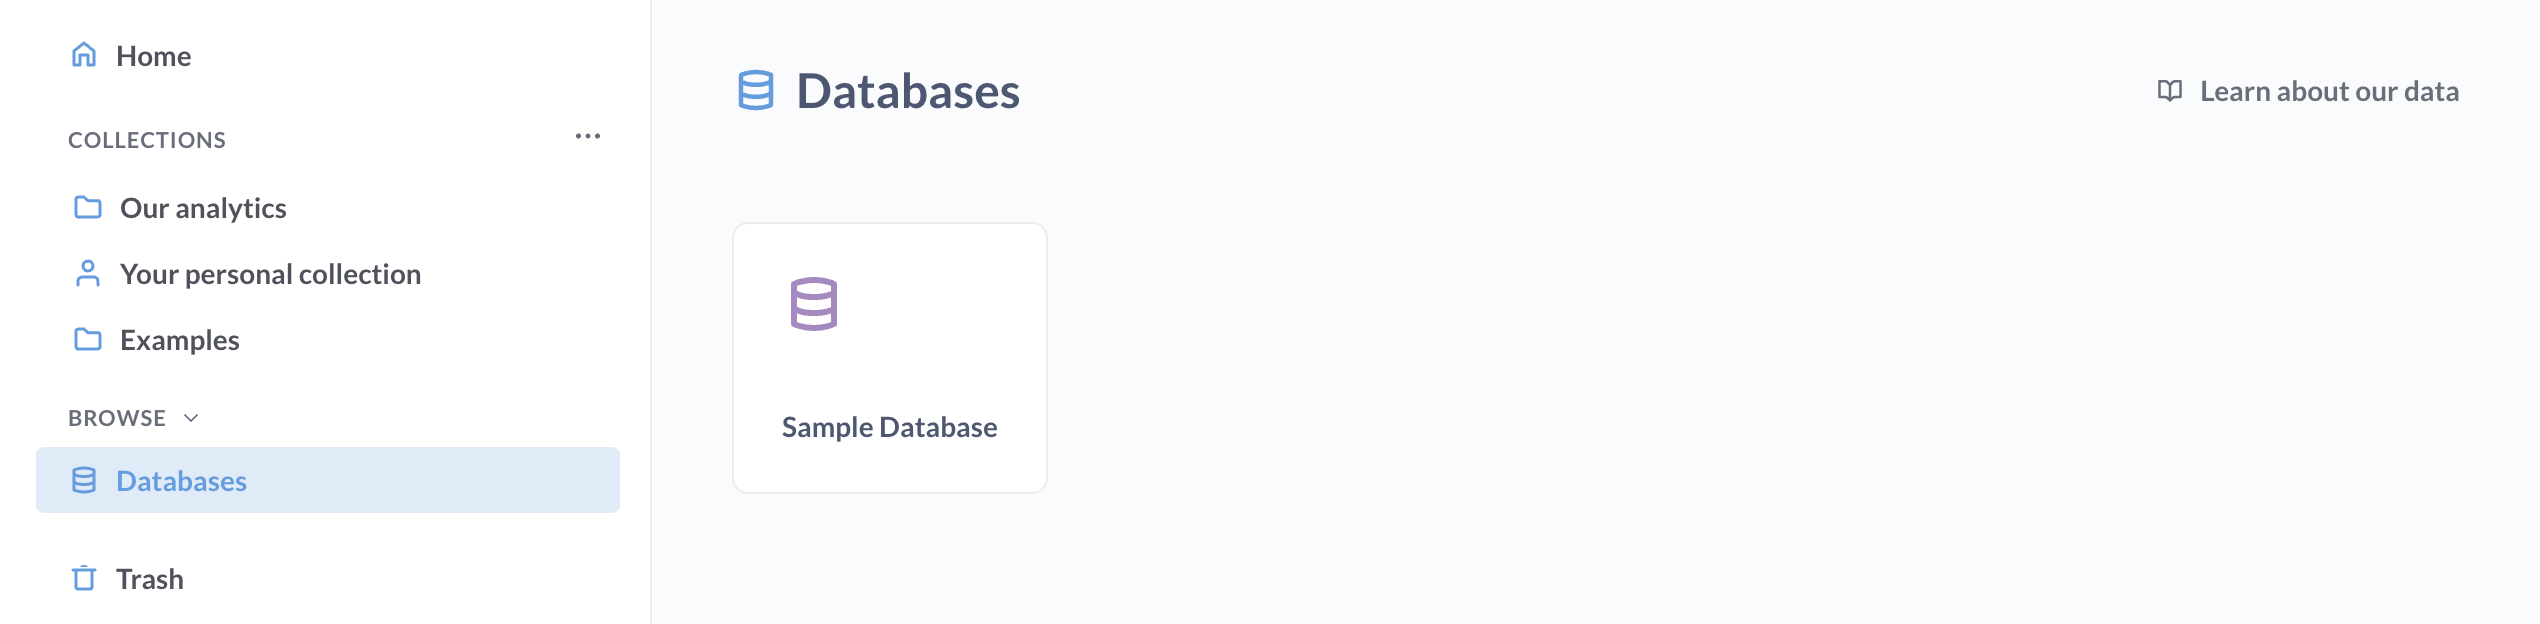 Home
COLLECTIONS
Our analytics
Your personal collection
Examples
BROWSE
Databases
Trash
Databases
Learn about our data
Sample Database